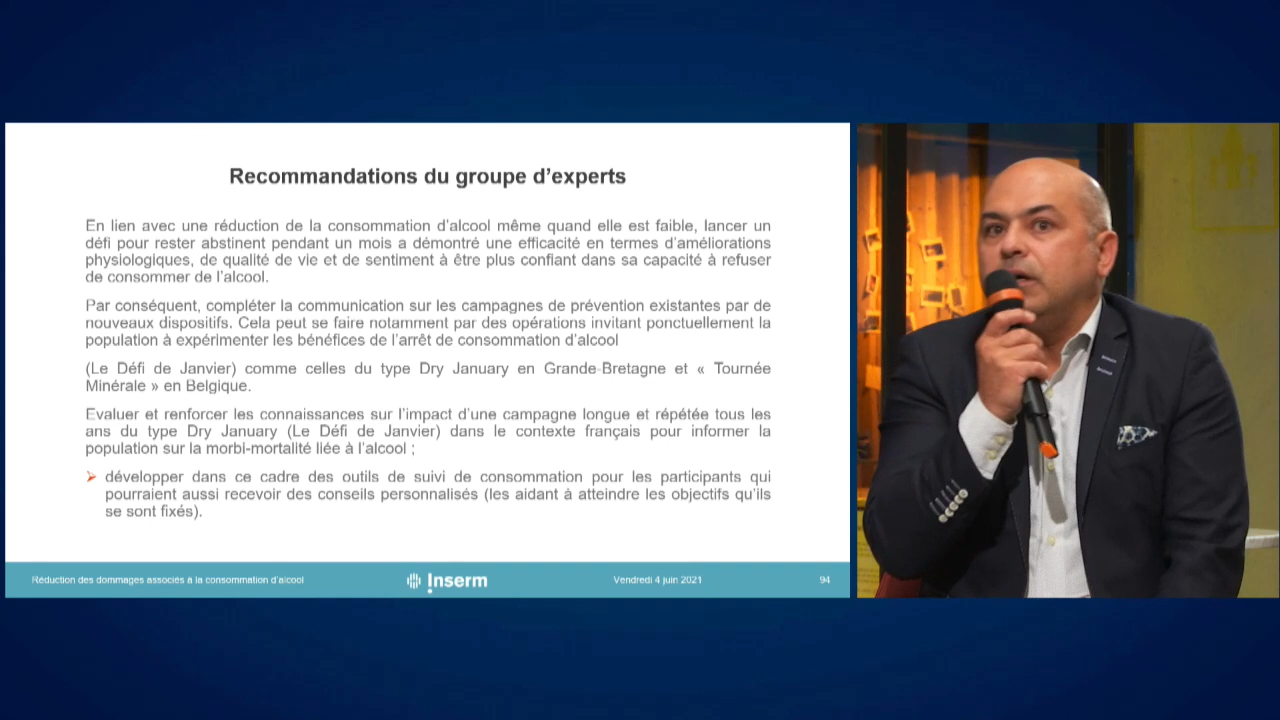 Recommandations du groupe d'experts
En lien avec une réduction de la consommation d'alcool même quand elle est faible, lancer un
défi pour rester abstinent pendant un mois a démontré une efficacité en termes d'améliorations
physiologiques, de qualité de vie et de sentiment à être plus confiant dans sa capacité à refuser
de consommer de l'alcool.
Par conséquent, compléter la communication sur les campagnes de prévention existantes par de
nouveaux dispositifs. Cela peut se faire notamment par des opérations invitant ponctuellement la
population à expérimenter les bénéfices de l'arrêt de consommation d'alcool
(Le Défi de Janvier) comme celles du type Dry January en Grande-Bretagne et « Tournée
Minérale » en Belgique.
Evaluer et renforcer les connaissances sur l'impact d'une campagne longue et répétée tous les
ans du type Dry January (Le Défi de Janvier) dans le contexte français pour informer la
population sur la morbi-mortalité liée à l'alcool ;
➢ développer dans ce cadre des outils de suivi de consommation pour les participants qui
pourraient aussi recevoir des conseils personnalisés (les aidant à atteindre les objectifs qu'ils
se sont fixés).
Réduction des dommages associés à la consommation d'alcool
Inserm
Vendredi 4 juin 2021
94